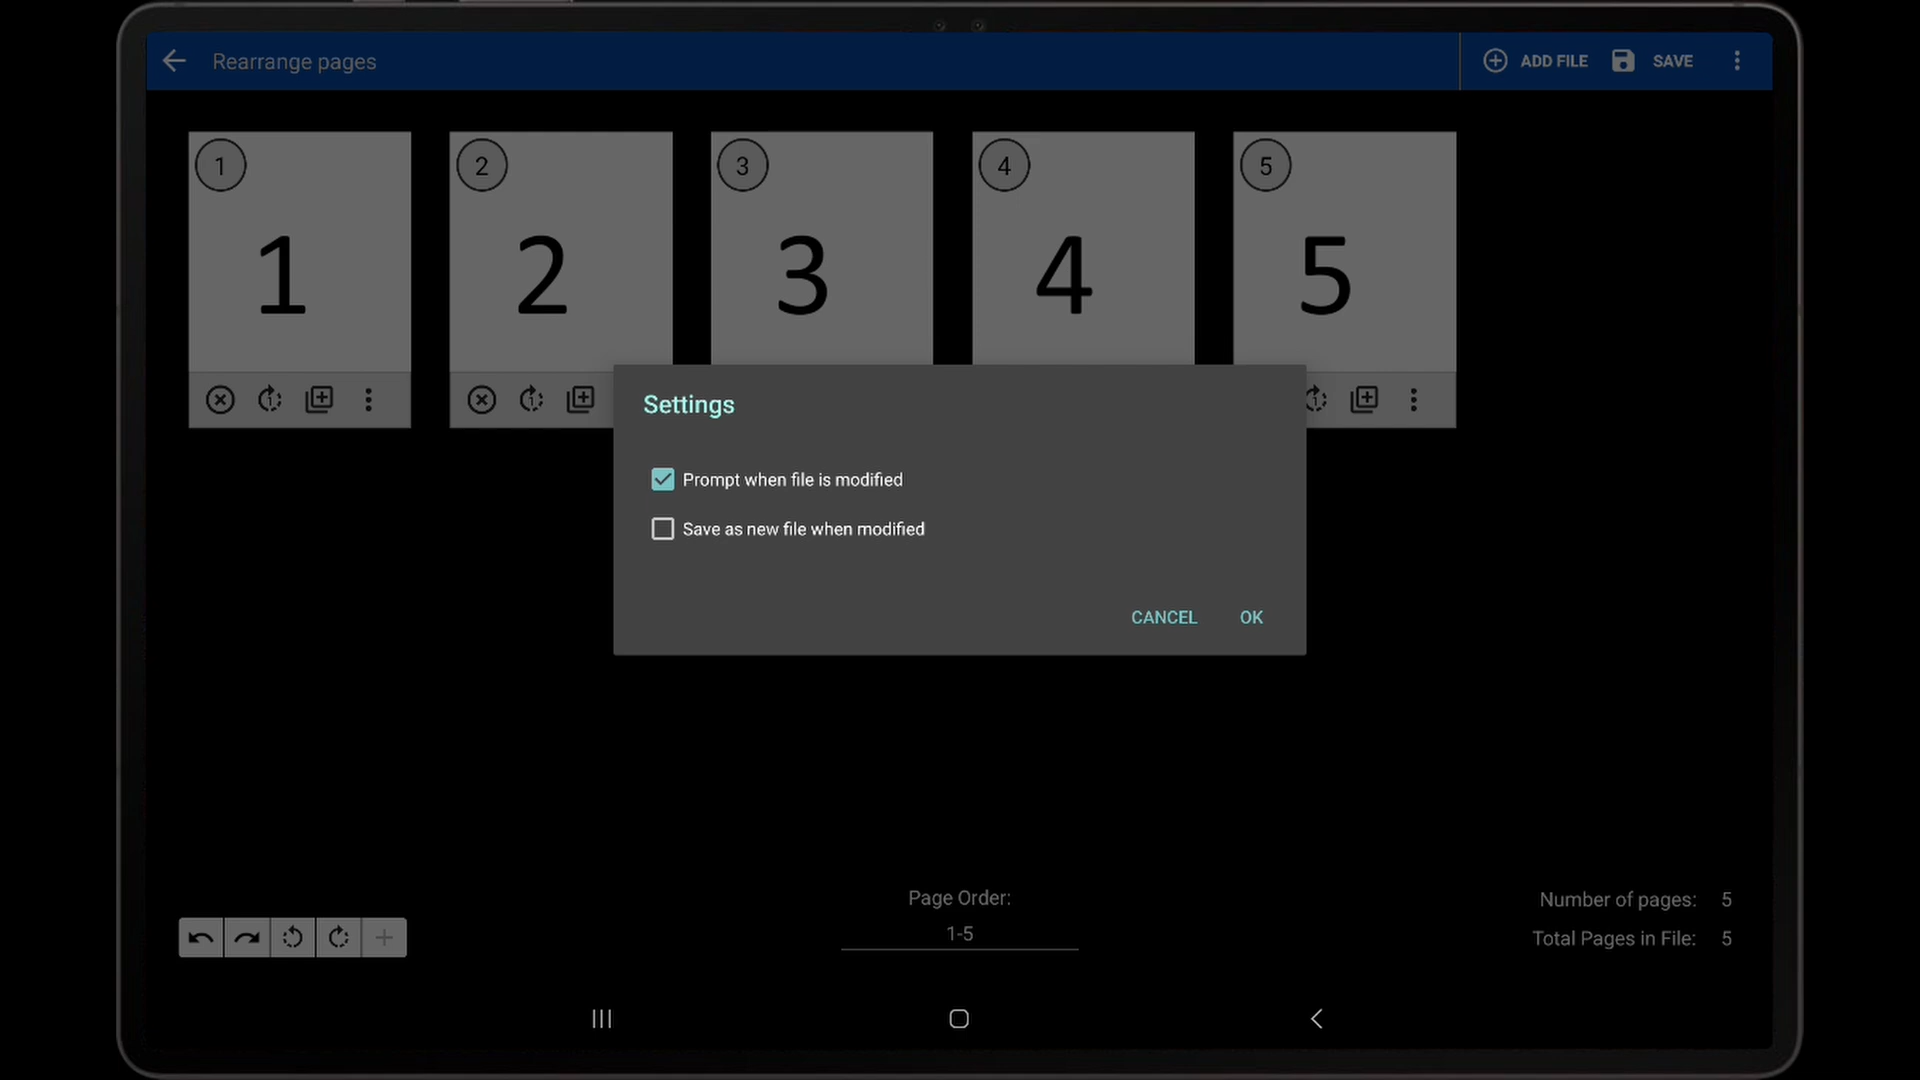 Rearrange pages
ADD FILE
SAVE
1
2
3
4
5
1
2
3
4
5
Settings
Prompt when file is modified
Save as new file when modified
CANCEL
OK
Page Order:
1-5
Number of pages: 5
Total Pages in File: 5